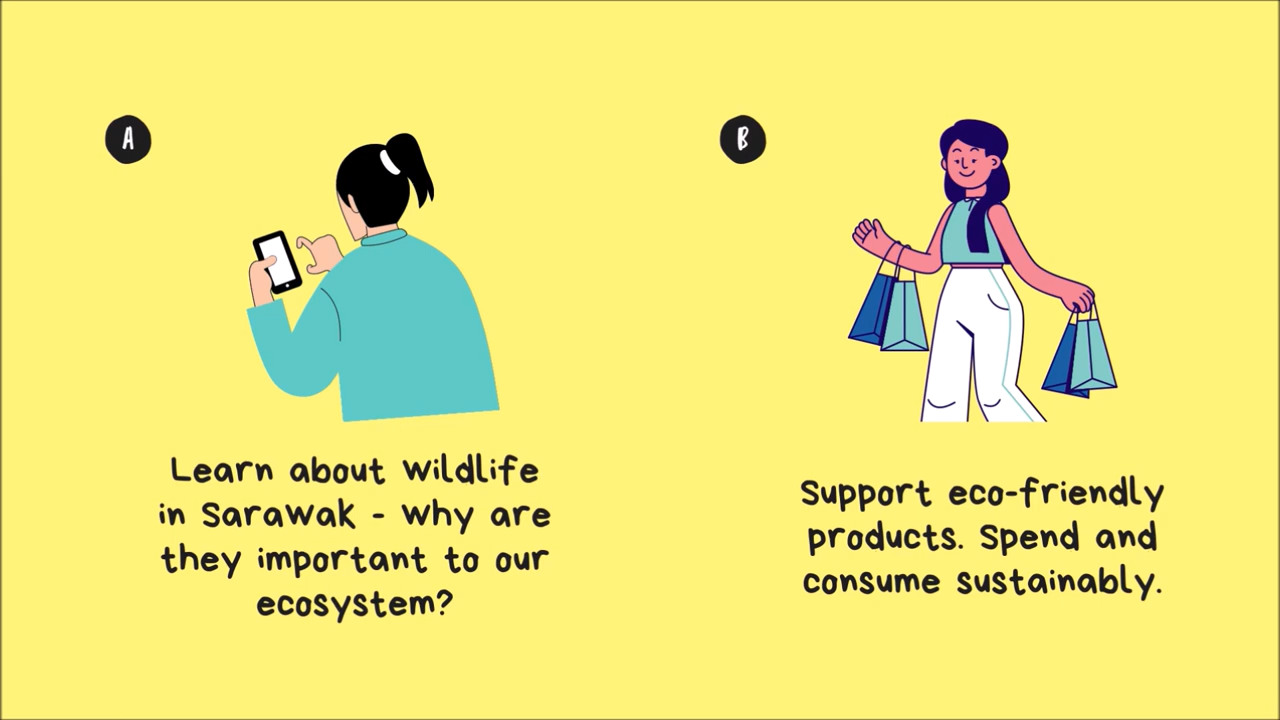 A
Learn about wildlife
in Sarawak - why are
they important to our
ecosystem?
B
Support eco-friendly
products. Spend and
consume sustainably.